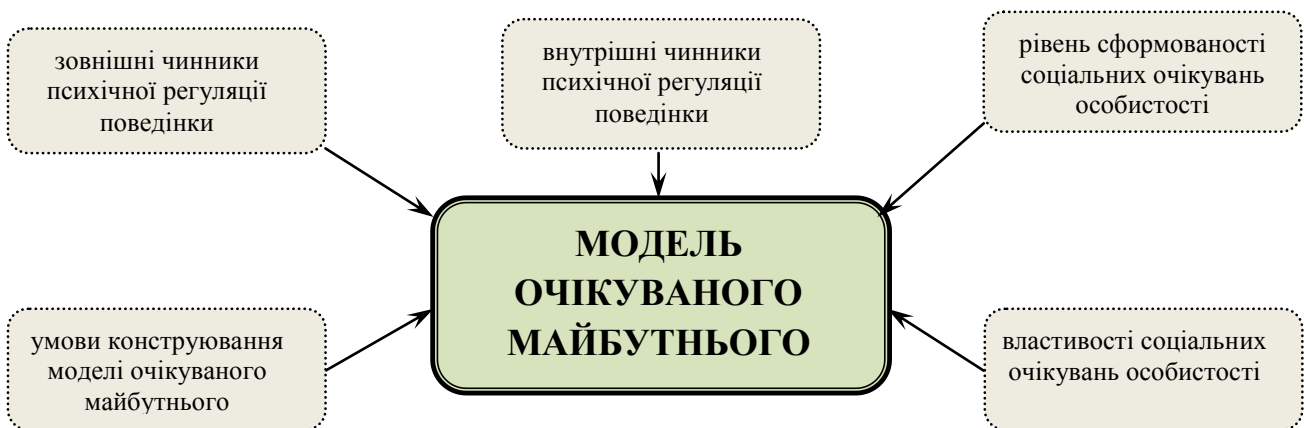 зовнішні чинники
психічної регуляції
поведінки
внутрішні чинники
психічної регуляції
поведінки
рівень сформованості
соціальних очікувань
особистості
МОДЕЛЬ
ОЧІКУВАНОГО
МАЙБУТНЬОГО
умови конструювання
моделі очікуваного
майбутнього
властивості соціальних
очікувань особистості